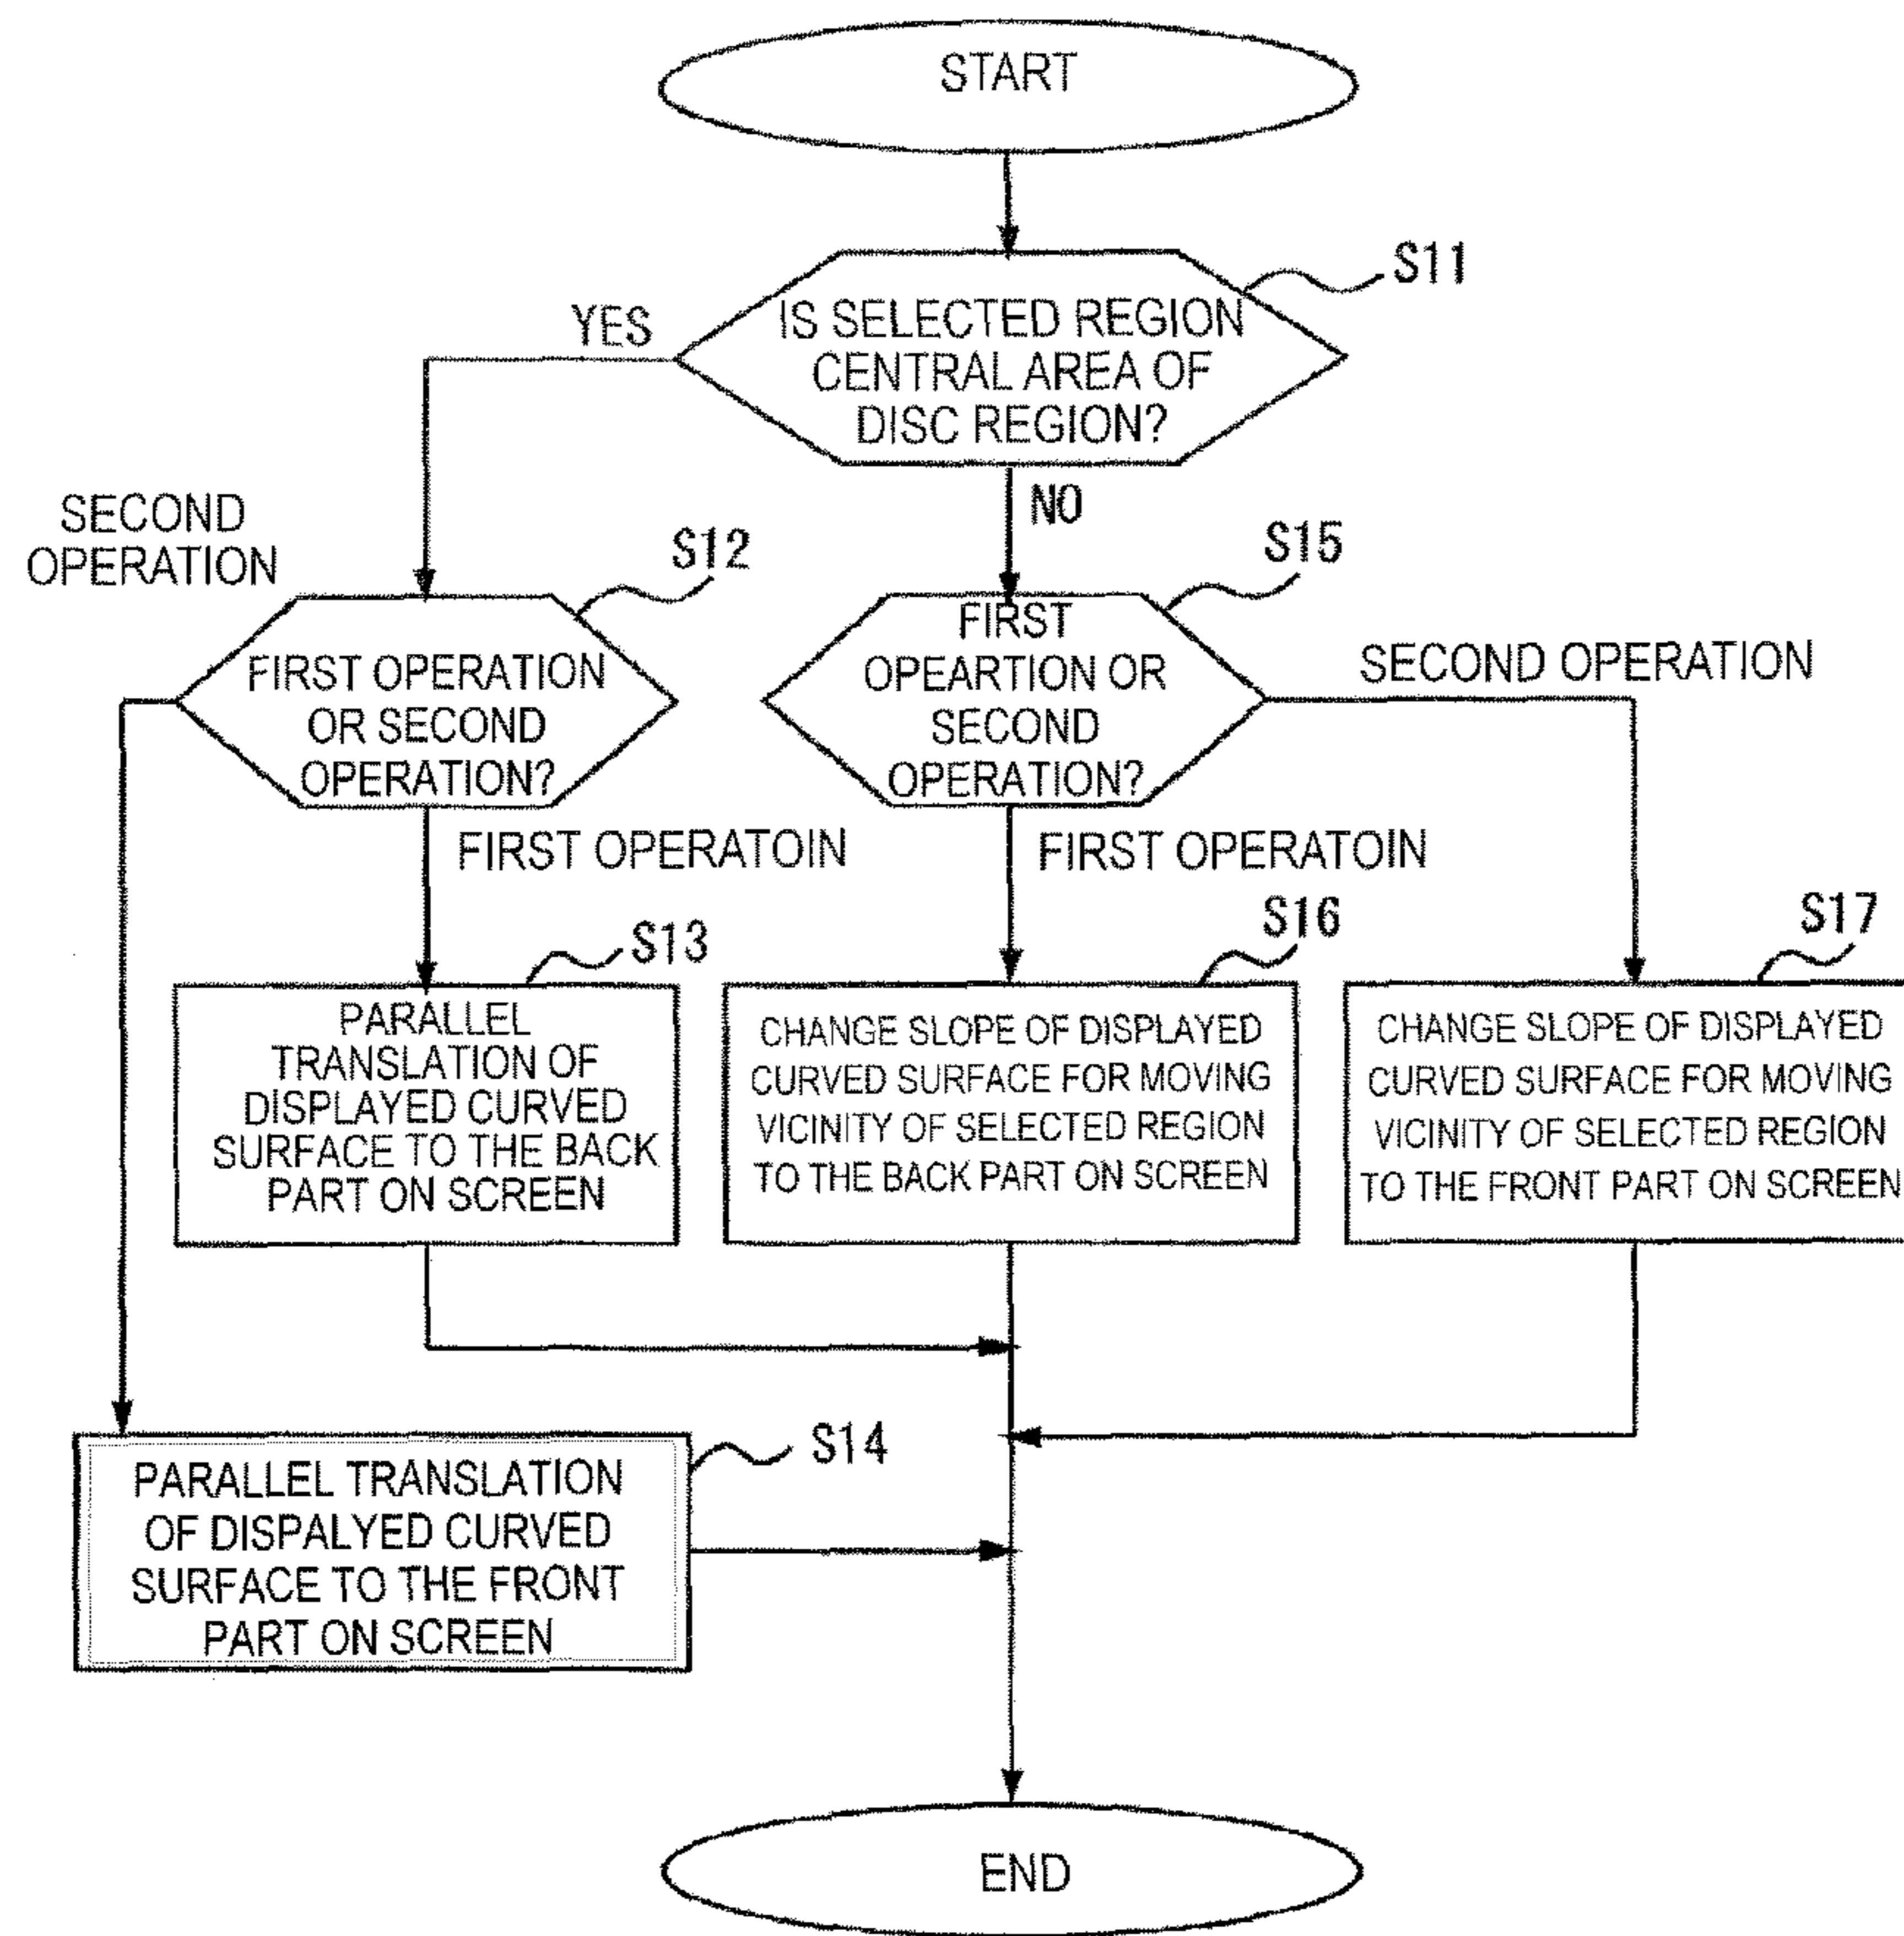 START
S11
YES
IS SELECTED REGION
CENTRAL AREA OF
DISC REGION?
NO
SECOND
OPERATION
S12
S15
FIRST OPERATION
OR SECOND
OPERATION?
FIRST
OPEARTION OR
SECOND
OPERATION?
SECOND OPERATION
FIRST OPERATOIN
FIRST OPERATOIN
S13
S16
S17
PARALLEL
TRANSLATION OF
DISPLAYED CURVED
SURFACE TO THE BACK
PART ON SCREEN
CHANGE SLOPE OF DISPLAYED
CURVED SURFACE FOR MOVING
VICINITY OF SELECTED REGION
TO THE BACK PART ON SCREEN
CHANGE SLOPE OF DISPLAYED
CURVED SURFACE FOR MOVING
VICINITY OF SELECTED REGION
TO THE FRONT PART ON SCREEN
S14
PARALLEL TRANSLATION
OF DISPALYED CURVED
SURFACE TO THE FRONT
PART ON SCREEN
END